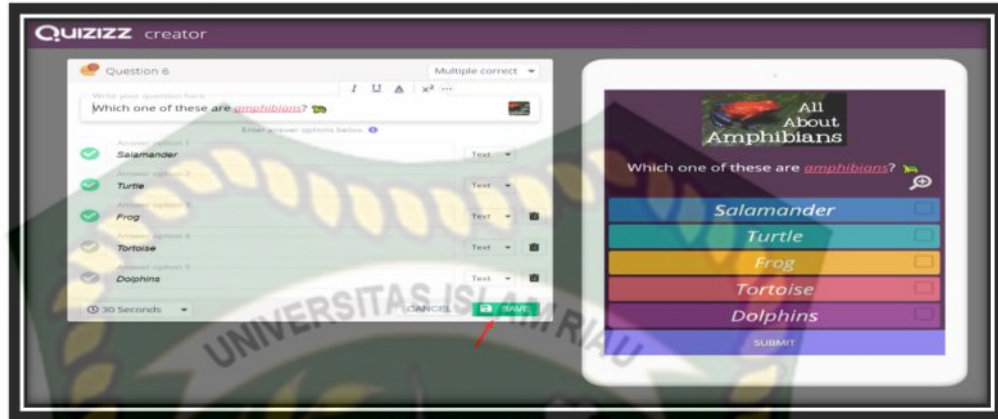 QUIZIZZ creator
Question 6
Multiple correct
Write your question here
I U A x² ...
Which one of these are amphibians?
Enter answer options below
Answer option 1
Salamander
Text
Answer option 2
Turtle
Text
Answer option 3
Frog
Text
Answer option 4
Tortoise
Text
Answer option 5
Dolphins
Text
30 Seconds
CANCEL
SAVE
All
About
Amphibians
Which one of these are amphibians?
Salamander
Turtle
Frog
Tortoise
Dolphins
SUBMIT
UNIVERSITAS ISLAM RIAU